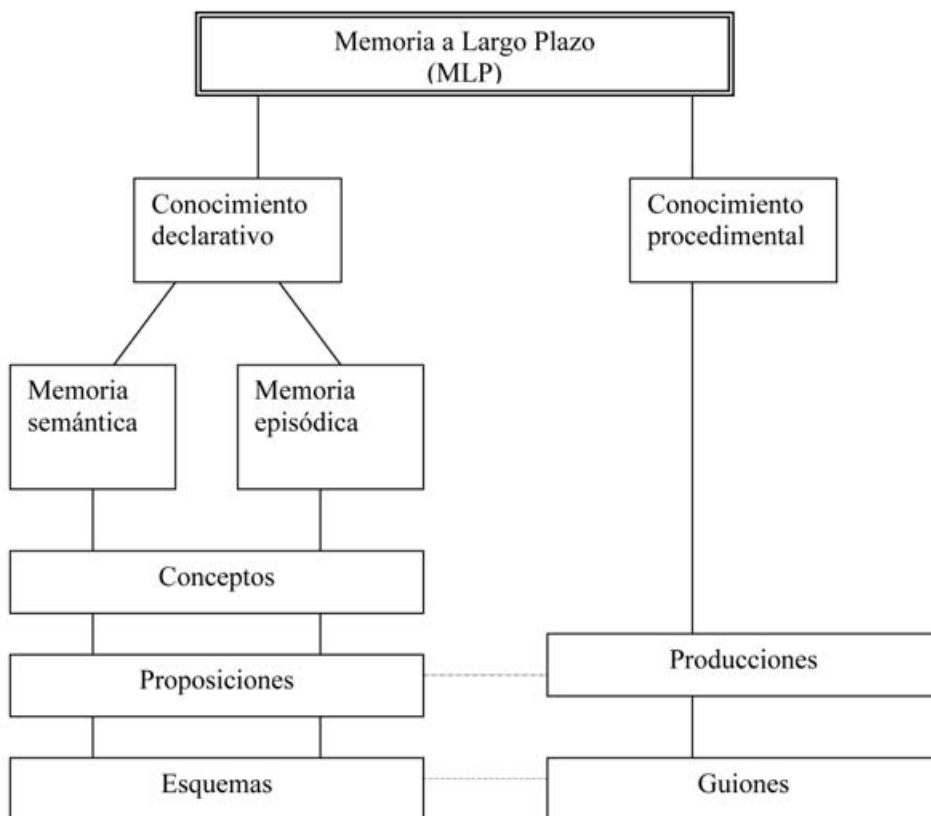 Memoria a Largo Plazo
(MLP)
Conocimiento
declarativo
Conocimiento
procedimental
Memoria
semántica
Memoria
episódica
Conceptos
Proposiciones
Producciones
Esquemas
Guiones